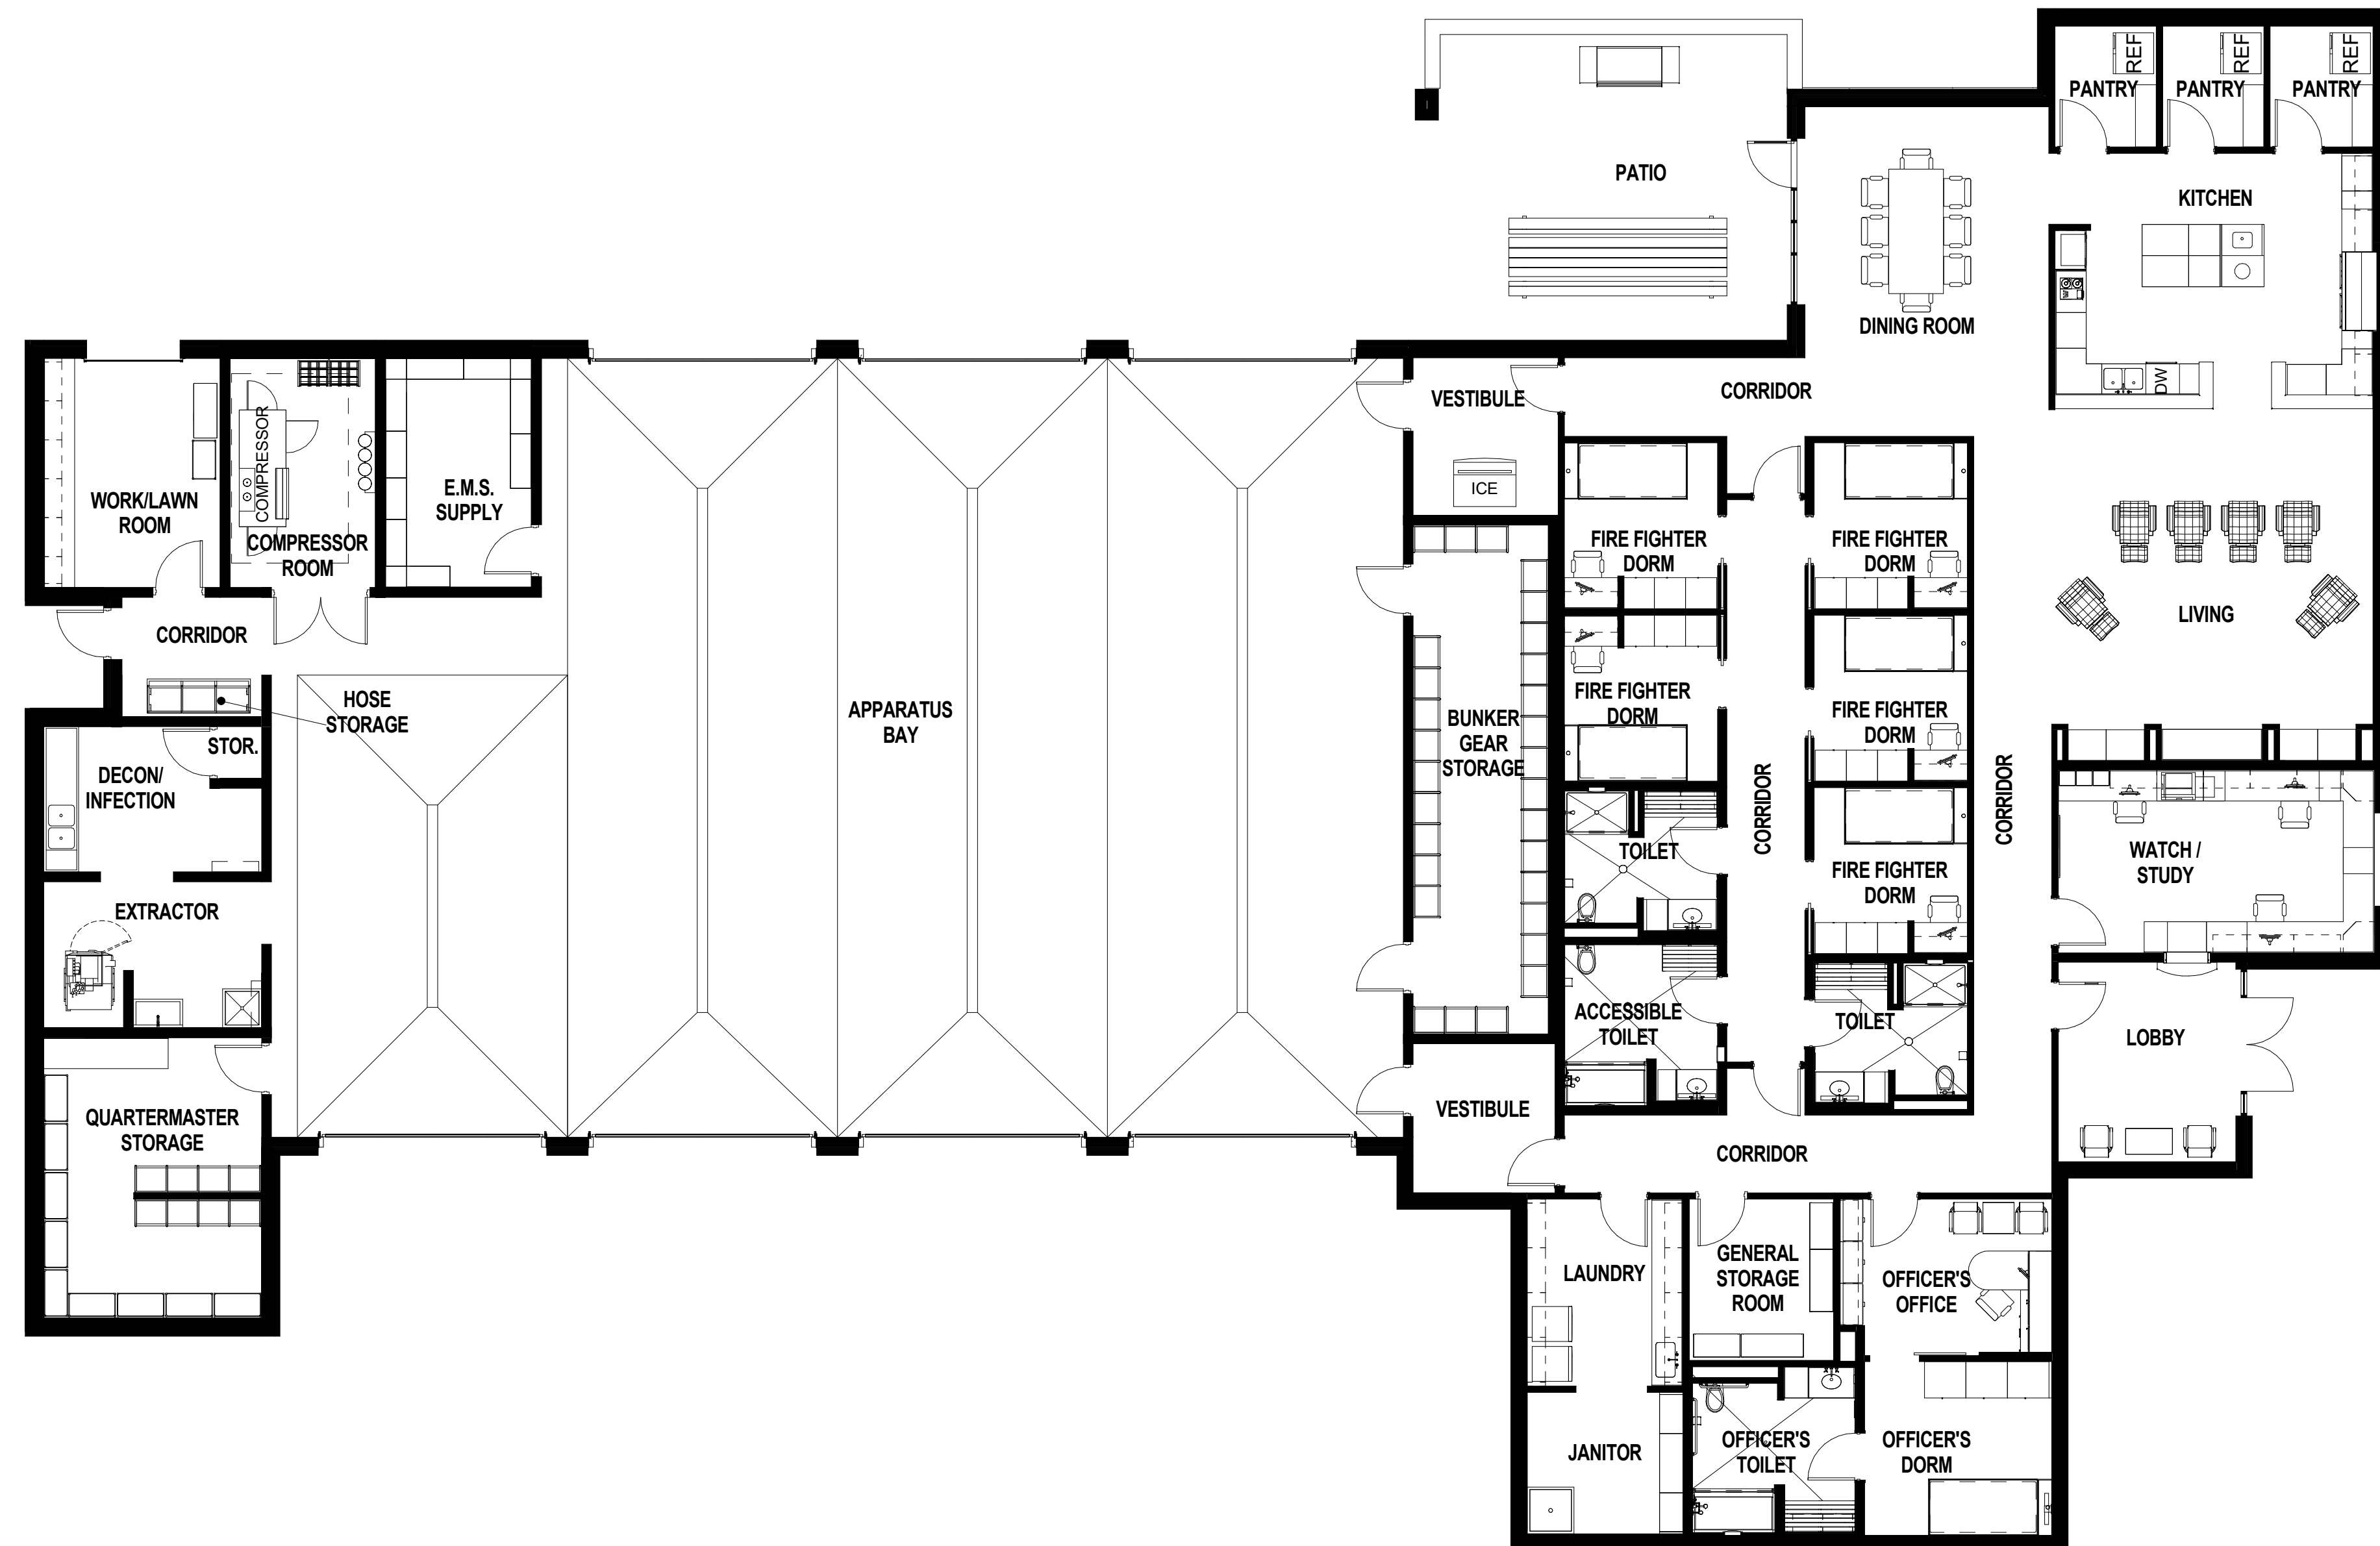 REF
REF
REF
PANTRY
PANTRY
PANTRY
PATIO
KITCHEN
DINING ROOM
DW
CORRIDOR
VESTIBULE
ICE
COMPRESSOR
WORK/LAWN
ROOM
COMPRESSOR
ROOM
E.M.S.
SUPPLY
FIRE FIGHTER
DORM
FIRE FIGHTER
DORM
LIVING
CORRIDOR
HOSE
STORAGE
APPARATUS
BAY
BUNKER
GEAR
STORAGE
FIRE FIGHTER
DORM
FIRE FIGHTER
DORM
STOR.
DECON/
INFECTION
CORRIDOR
CORRIDOR
TOILET
FIRE FIGHTER
DORM
WATCH /
STUDY
EXTRACTOR
ACCESSIBLE
TOILET
TOILET
LOBBY
QUARTERMASTER
STORAGE
VESTIBULE
CORRIDOR
LAUNDRY
GENERAL
STORAGE
ROOM
OFFICER'S
OFFICE
JANITOR
OFFICER'S
TOILET
OFFICER'S
DORM